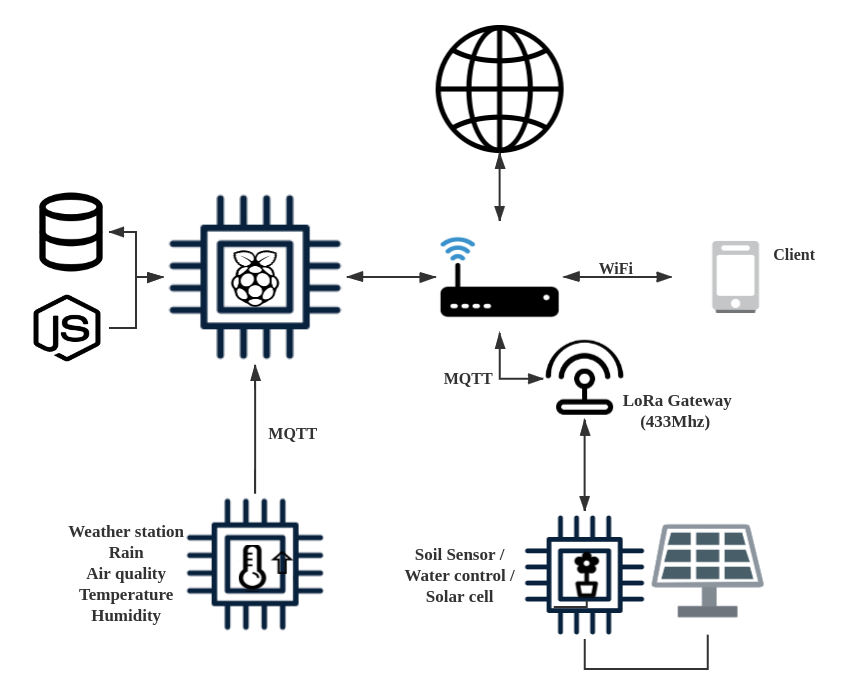 WiFi
Client
JS
MQTT
LoRa Gateway
(433Mhz)
MQTT
Weather station
Rain
Air quality
Temperature
Humidity
Soil Sensor /
Water control /
Solar cell